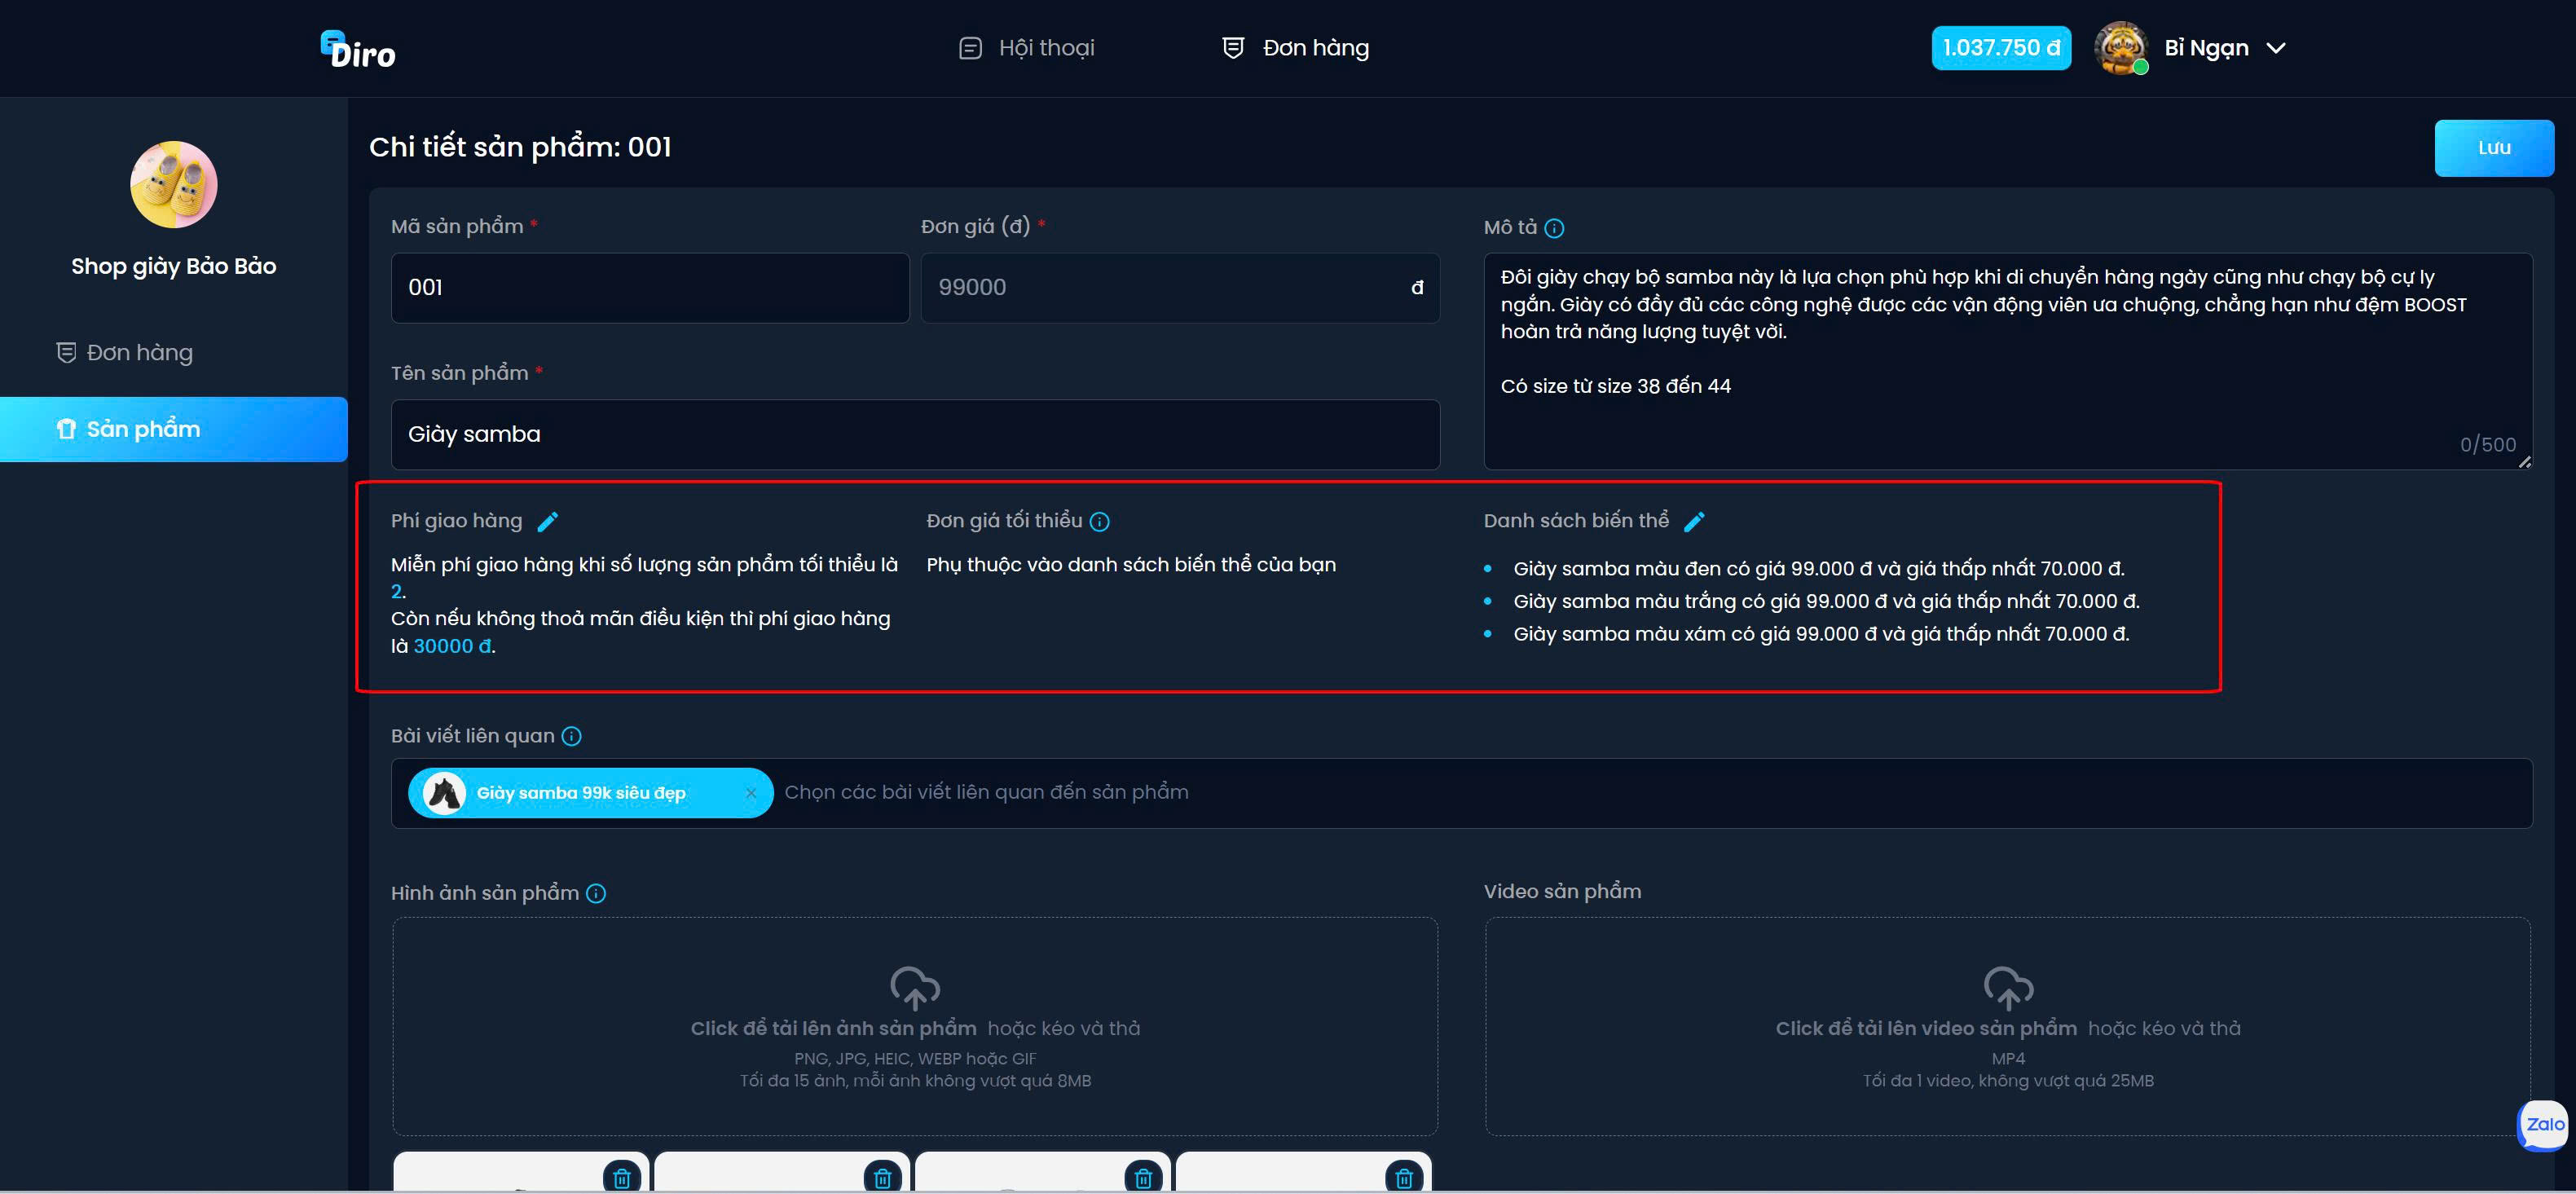 Diro
Hội thoại
Đơn hàng
1.037.750 đ
Bỉ Ngạn
Shop giày Bảo Bảo
Đơn hàng
Sản phẩm
Chi tiết sản phẩm: 001
Lưu
Mã sản phẩm *
001
Đơn giá (đ) *
99000 đ
Tên sản phẩm *
Giày samba
Mô tả
Đôi giày chạy bộ samba này là lựa chọn phù hợp khi di chuyển hàng ngày cũng như chạy bộ cự ly
ngắn. Giày có đầy đủ các công nghệ được các vận động viên ưa chuộng, chẳng hạn như đệm BOOST
hoàn trả năng lượng tuyệt vời.
Có size từ size 38 đến 44
0/500
Phí giao hàng
Miễn phí giao hàng khi số lượng sản phẩm tối thiểu là
2.
Còn nếu không thoả mãn điều kiện thì phí giao hàng
là 30000 đ.
Đơn giá tối thiểu
Phụ thuộc vào danh sách biến thể của bạn
Danh sách biến thể
Giày samba màu đen có giá 99.000 đ và giá thấp nhất 70.000 đ.
Giày samba màu trắng có giá 99.000 đ và giá thấp nhất 70.000 đ.
Giày samba màu xám có giá 99.000 đ và giá thấp nhất 70.000 đ.
Bài viết liên quan
Giày samba 99k siêu đẹp
Chọn các bài viết liên quan đến sản phẩm
Hình ảnh sản phẩm
Click để tải lên ảnh sản phẩm hoặc kéo và thả
PNG, JPG, HEIC, WEBP hoặc GIF
Tối đa 15 ảnh, mỗi ảnh không vượt quá 8MB
Video sản phẩm
Click để tải lên video sản phẩm hoặc kéo và thả
MP4
Tối đa 1 video, không vượt quá 25MB
Zalo